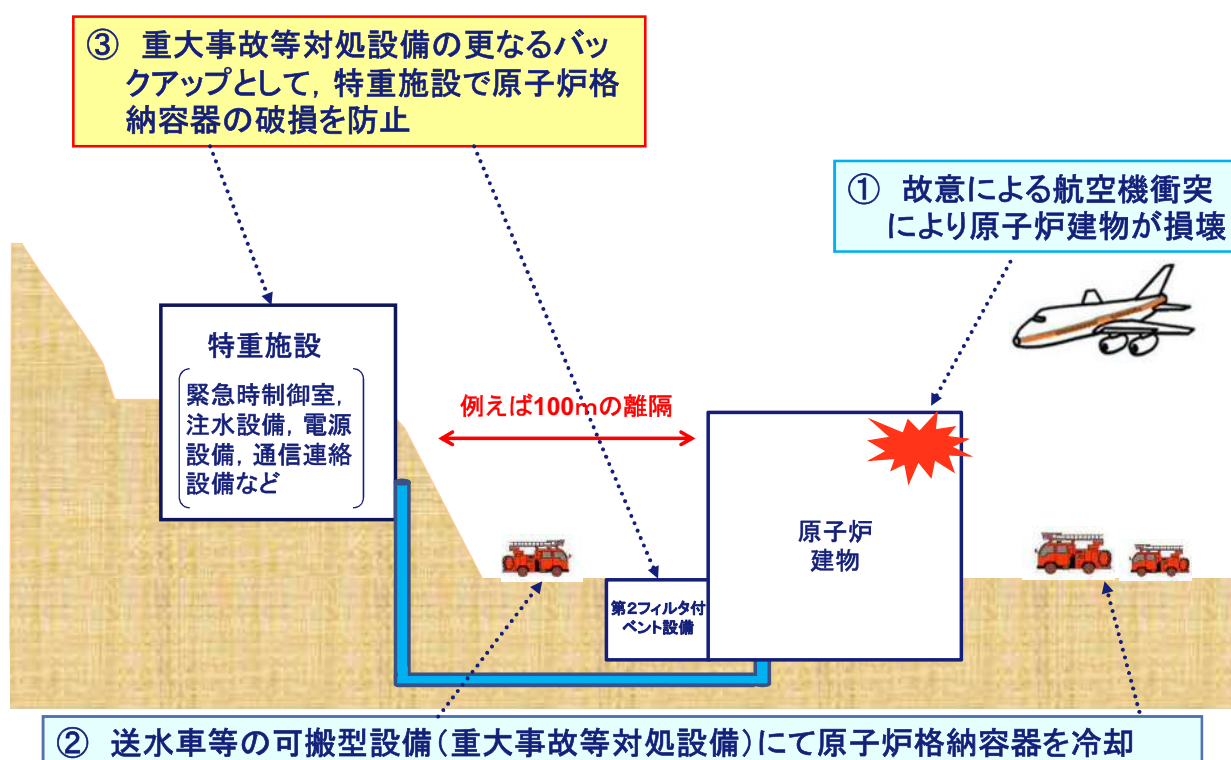 ③　重大事故等対処設備の更なるバッ
クアップとして，特重施設で原子炉格
納容器の破損を防止
①　故意による航空機衝突
により原子炉建物が損壊
特重施設
緊急時制御室，
注水設備，電源
設備，通信連絡
設備など
例えば100ｍの離隔
原子炉
建物
第２フィルタ付
ベント設備
②　送水車等の可搬型設備（重大事故等対処設備）にて原子炉格納容器を冷却